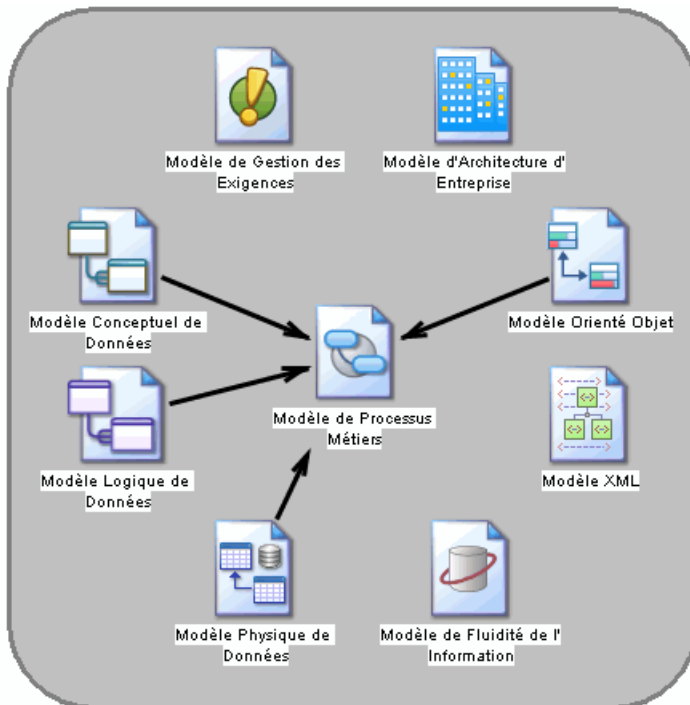 Modèle de Gestion des
Exigences
Modèle d'Architecture d'
Entreprise
Modèle Conceptuel de
Données
Modèle Orienté Objet
Modèle de Processus
Métiers
Modèle Logique de
Données
Modèle XML
Modèle Physique de
Données
Modèle de Fluidité de l'
Information